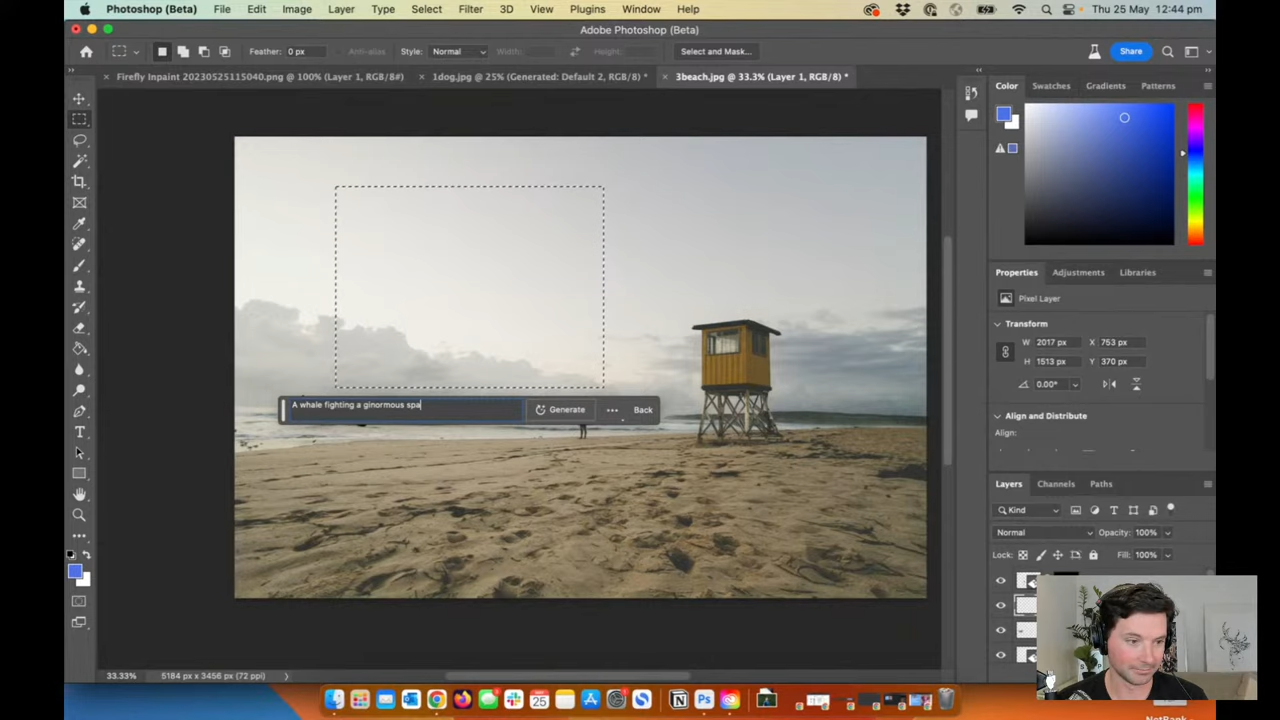 Photoshop (Beta) File Edit Image Layer Type Select Filter 3D View Plugins Window Help Thu 25 May 12:44 pm
Adobe Photoshop (Beta)
Feather: 0 px Anti-alias Style: Normal Width: Height: Select and Mask... Share
Firefly Inpaint 20230525115040.png @ 100% (Layer 1, RGB/8#) 1dog.jpg @ 25% (Generated: Default 2, RGB/8) * 3beach.jpg @ 33.3% (Layer 1, RGB/8) *
Color Swatches Gradients Patterns
Properties Adjustments Libraries
Pixel Layer
Transform
W 2017 px X 753 px
H 1513 px Y 370 px
0.00°
Align and Distribute
Align:
A whale fighting a ginormous spa
Generate ... Back
Layers Channels Paths
Kind
Normal Opacity: 100%
Lock: Fill: 100%
33.33% 5184 px x 3456 px (72 ppi)
25
NetBank